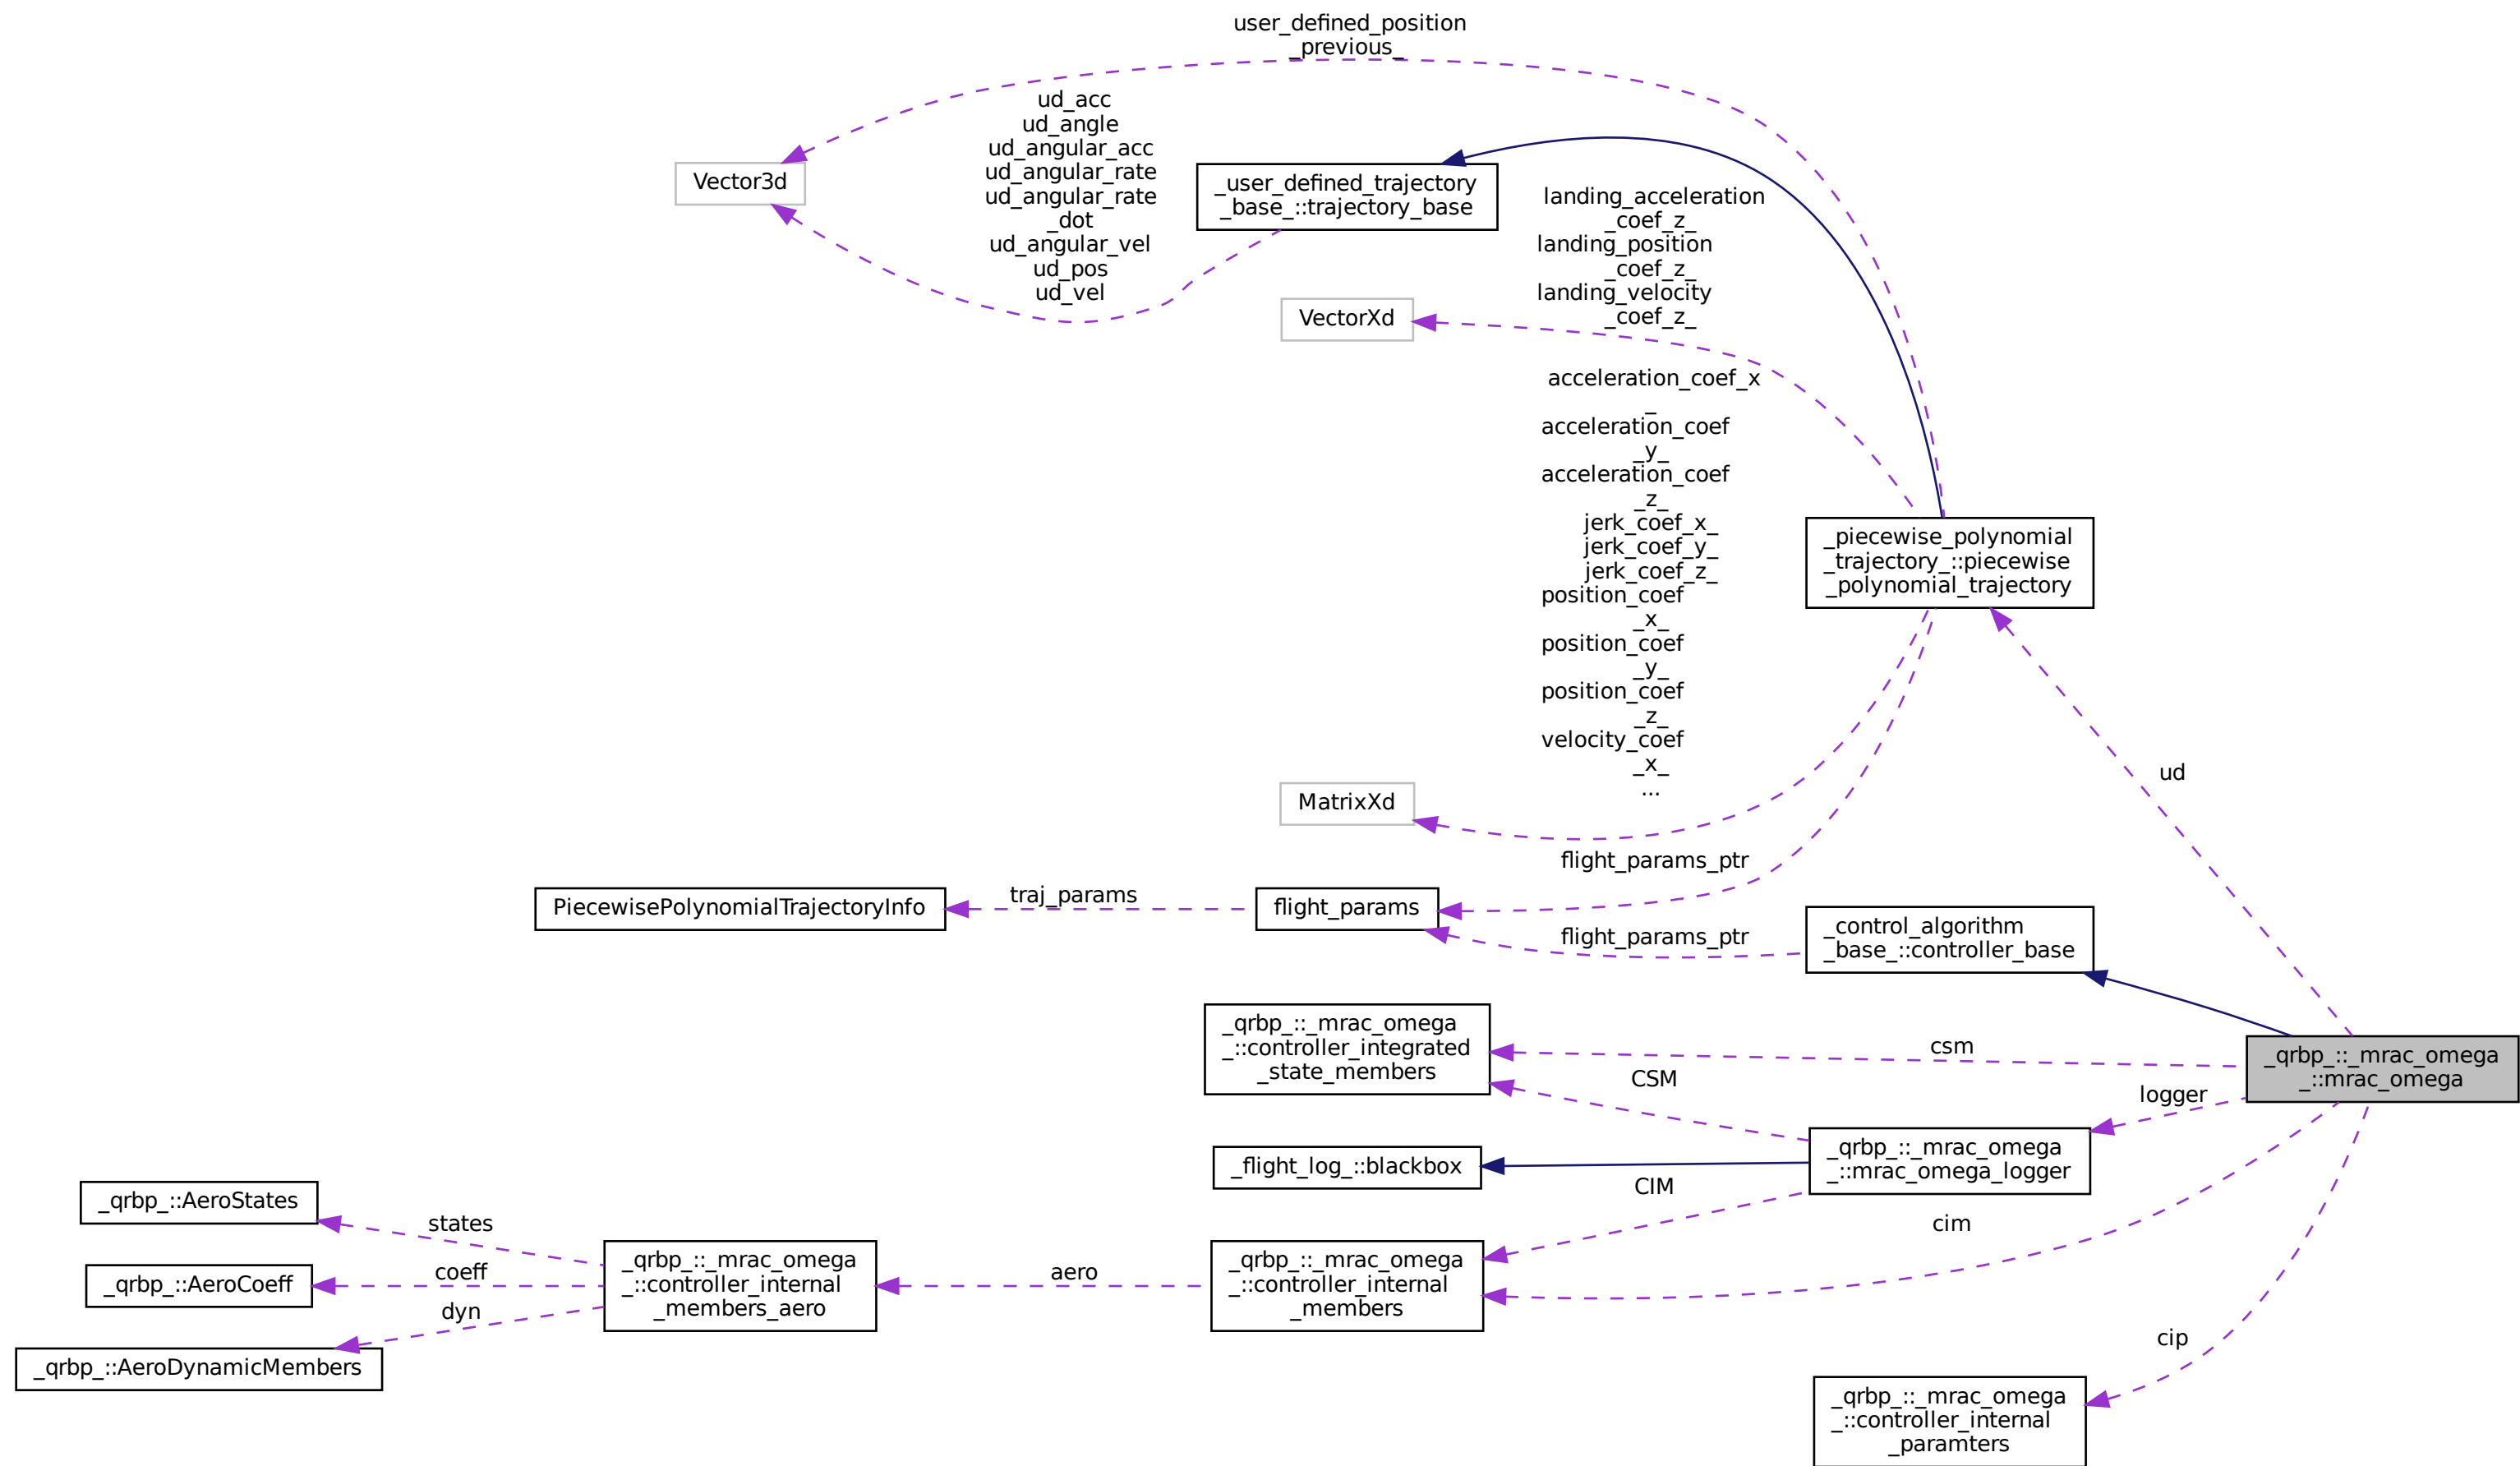 user_defined_position
_previous_
ud_acc
ud_angle
ud_angular_acc
ud_angular_rate
ud_angular_rate
_dot
ud_angular_vel
ud_pos
ud_vel
Vector3d
_user_defined_trajectory
_base_::trajectory_base
landing_acceleration
_coef_z_
landing_position
_coef_z_
landing_velocity
_coef_z_
VectorXd
acceleration_coef_x
_
acceleration_coef
_y_
acceleration_coef
_z_
jerk_coef_x_
jerk_coef_y_
jerk_coef_z_
position_coef
_x_
position_coef
_y_
position_coef
_z_
velocity_coef
_x_
...
_piecewise_polynomial
_trajectory_::piecewise
_polynomial_trajectory
ud
MatrixXd
flight_params_ptr
PiecewisePolynomialTrajectoryInfo
traj_params
flight_params
flight_params_ptr
_control_algorithm
_base_::controller_base
_qrbp_::_mrac_omega
_::controller_integrated
_state_members
csm
CSM
_qrbp_::_mrac_omega
_::mrac_omega
logger
_flight_log_::blackbox
_qrbp_::_mrac_omega
_::mrac_omega_logger
CIM
cim
_qrbp_::AeroStates
states
_qrbp_::AeroCoeff
coeff
_qrbp_::AeroDynamicMembers
dyn
_qrbp_::_mrac_omega
_::controller_internal
_members_aero
aero
_qrbp_::_mrac_omega
_::controller_internal
_members
cip
_qrbp_::_mrac_omega
_::controller_internal
_paramters